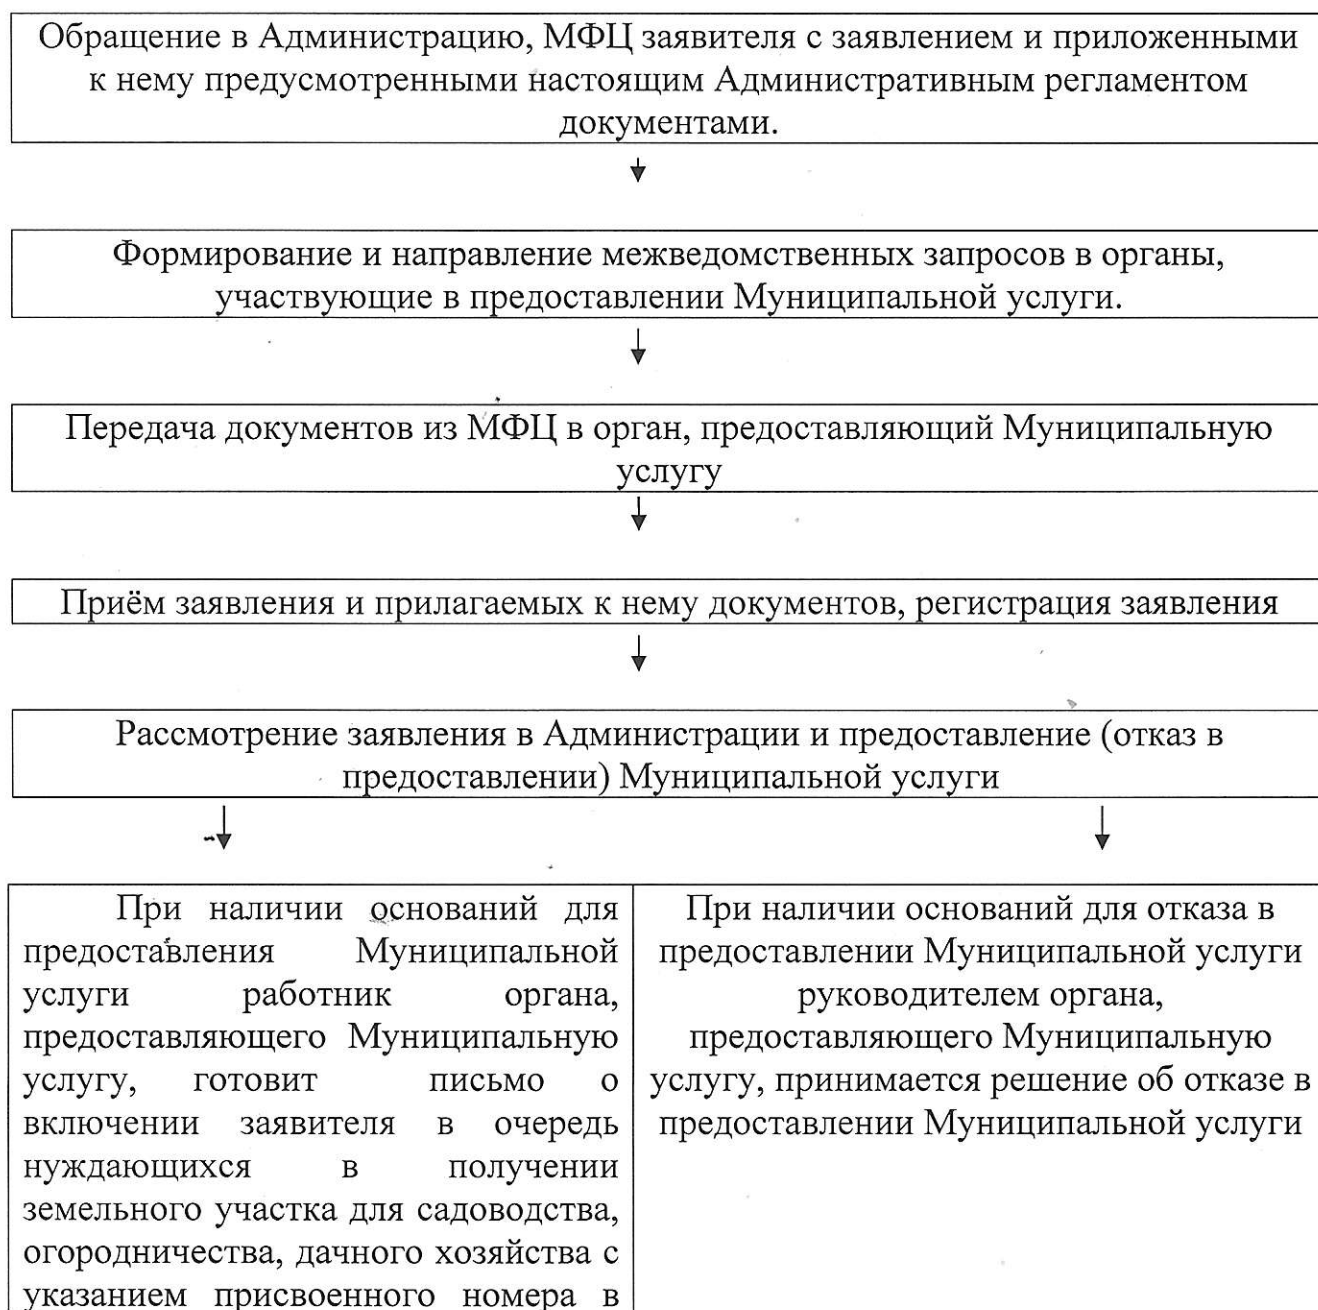 Обращение в Администрацию, МФЦ заявителя с заявлением и приложенными
к нему предусмотренными настоящим Административным регламентом
документами.
Формирование и направление межведомственных запросов в органы,
участвующие в предоставлении Муниципальной услуги.
Передача документов из МФЦ в орган, предоставляющий Муниципальную
услугу
Приём заявления и прилагаемых к нему документов, регистрация заявления
Рассмотрение заявления в Администрации и предоставление (отказ в
предоставлении) Муниципальной услуги
При наличии оснований для
предоставления Муниципальной
услуги работник органа,
предоставляющего Муниципальную
услугу, готовит письмо о
включении заявителя в очередь
нуждающихся в получении
земельного участка для садоводства,
огородничества, дачного хозяйства с
указанием присвоенного номера в
При наличии оснований для отказа в
предоставлении Муниципальной услуги
руководителем органа,
предоставляющего Муниципальную
услугу, принимается решение об отказе в
предоставлении Муниципальной услуги